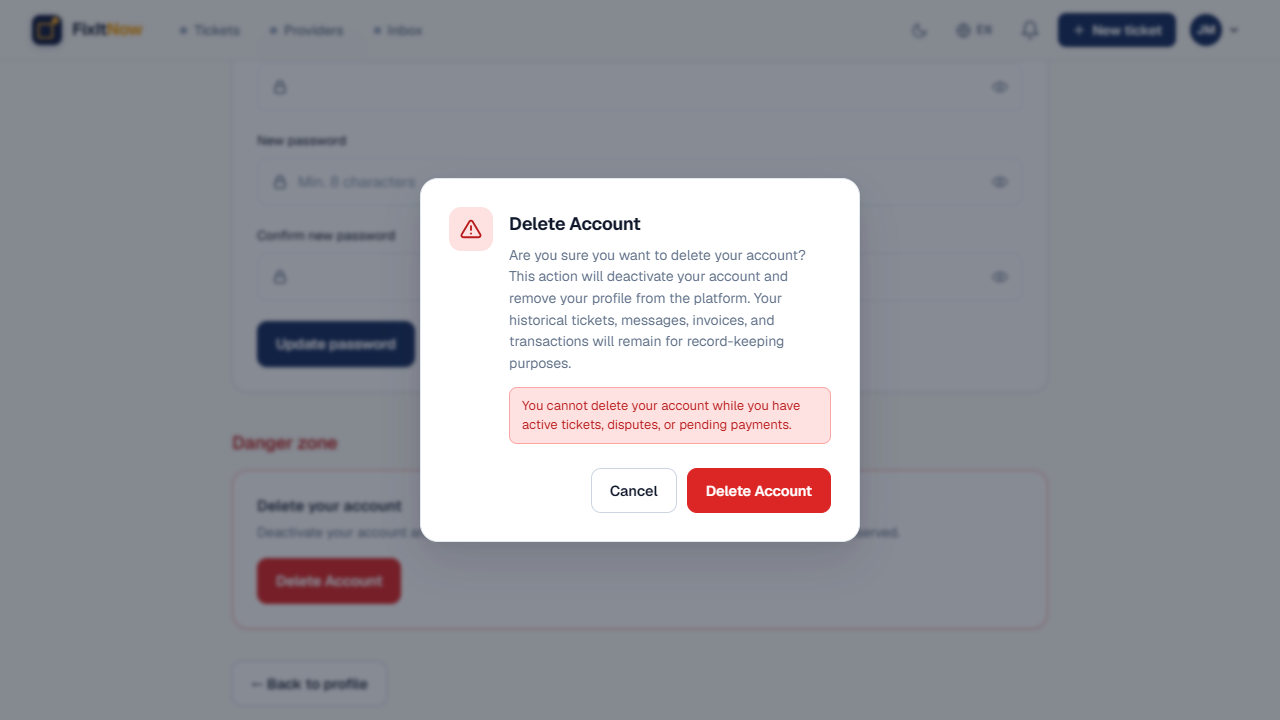 FixItNow
Tickets
Providers
Inbox
EN
+ New ticket
JM
New password
Min. 8 characters
Confirm new password
Update password
Delete Account
Are you sure you want to delete your account?
This action will deactivate your account and
remove your profile from the platform. Your
historical tickets, messages, invoices, and
transactions will remain for record-keeping
purposes.
You cannot delete your account while you have
active tickets, disputes, or pending payments.
Cancel
Delete Account
Danger zone
Delete your account
Deactivate your account
Delete Account
← Back to profile